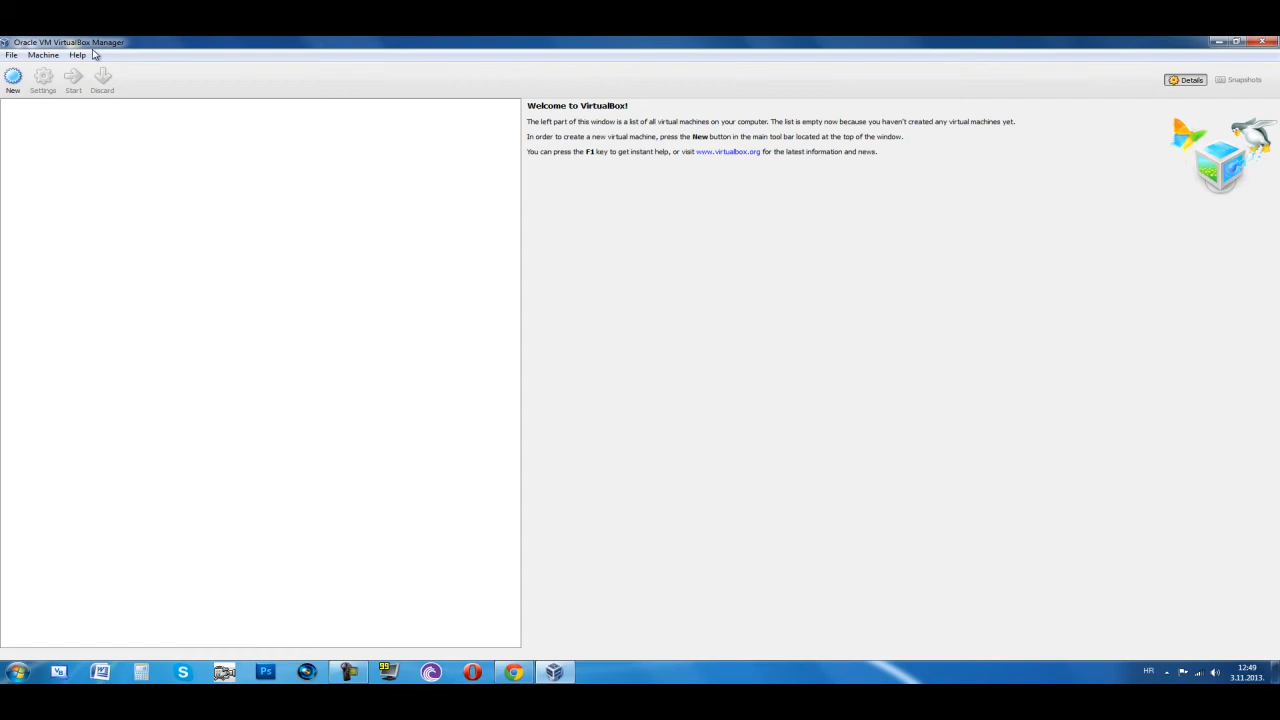 Oracle VM VirtualBox Manager
File Machine Help
New Settings Start Discard
Details Snapshots
Welcome to VirtualBox!
The left part of this window is a list of all virtual machines on your computer. The list is empty now because you haven't created any virtual machines yet.
In order to create a new virtual machine, press the New button in the main tool bar located at the top of the window.
You can press the F1 key to get instant help, or visit www.virtualbox.org for the latest information and news.
W
S
Ps
99
HR
12:49
3.11.2013.